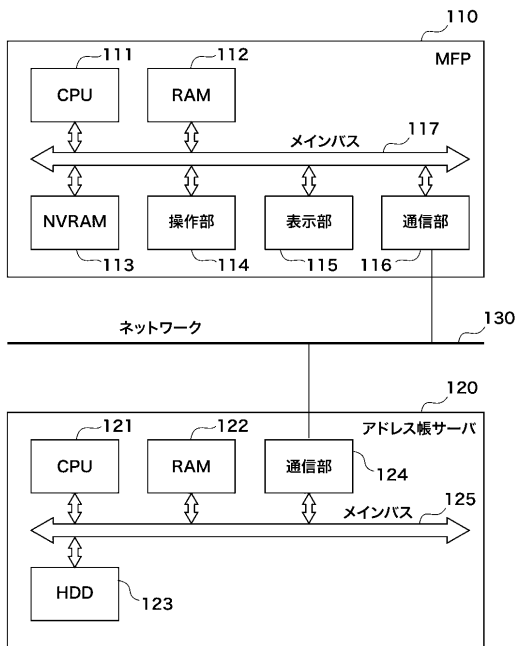 110
MFP
111
112
CPU
RAM
メインバス
117
NVRAM
操作部
表示部
通信部
113
114
115
116
ネットワーク
130
120
アドレス帳サーバ
121
122
CPU
RAM
通信部
124
メインバス
125
HDD
123